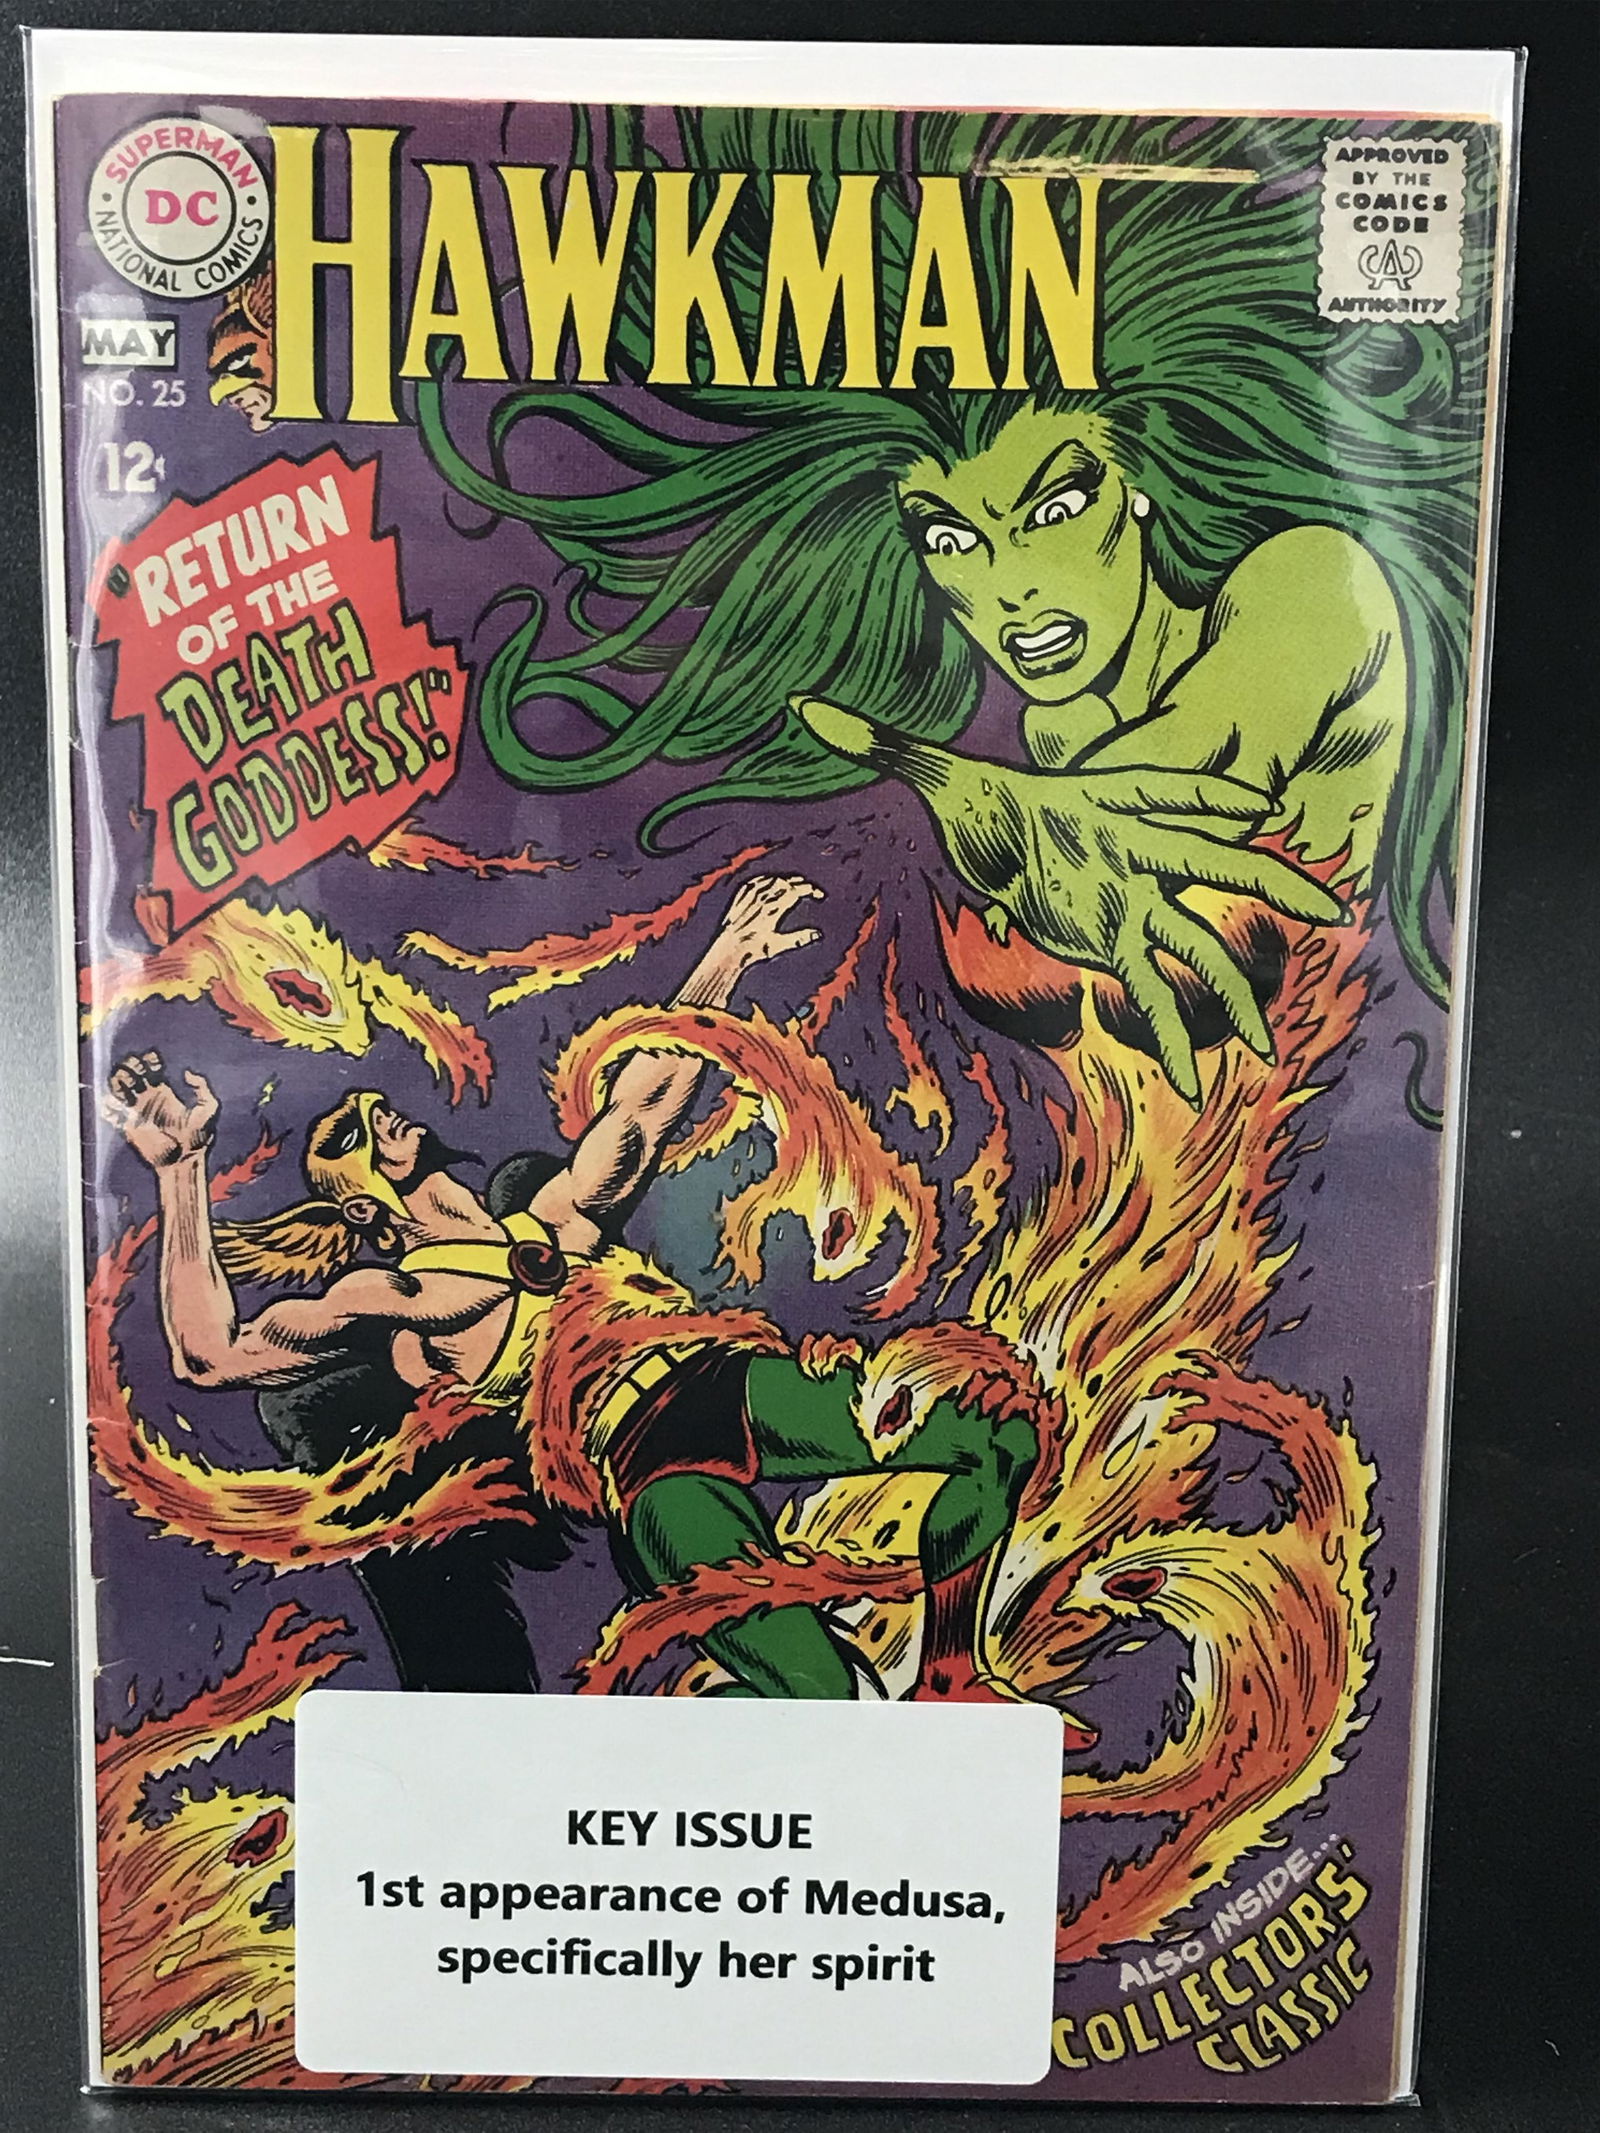 SUPERMAN
DC
NATIONAL COMICS
HAWKMAN
APPROVED
BY THE
COMICS
CODE
CA
AUTHORITY
MAY
NO. 25
12¢
"RETURN
OF THE
DEATH
GODDESS!"
KEY ISSUE
1st appearance of Medusa,
specifically her spirit
ALSO INSIDE...
COLLECTORS'
CLASSIC